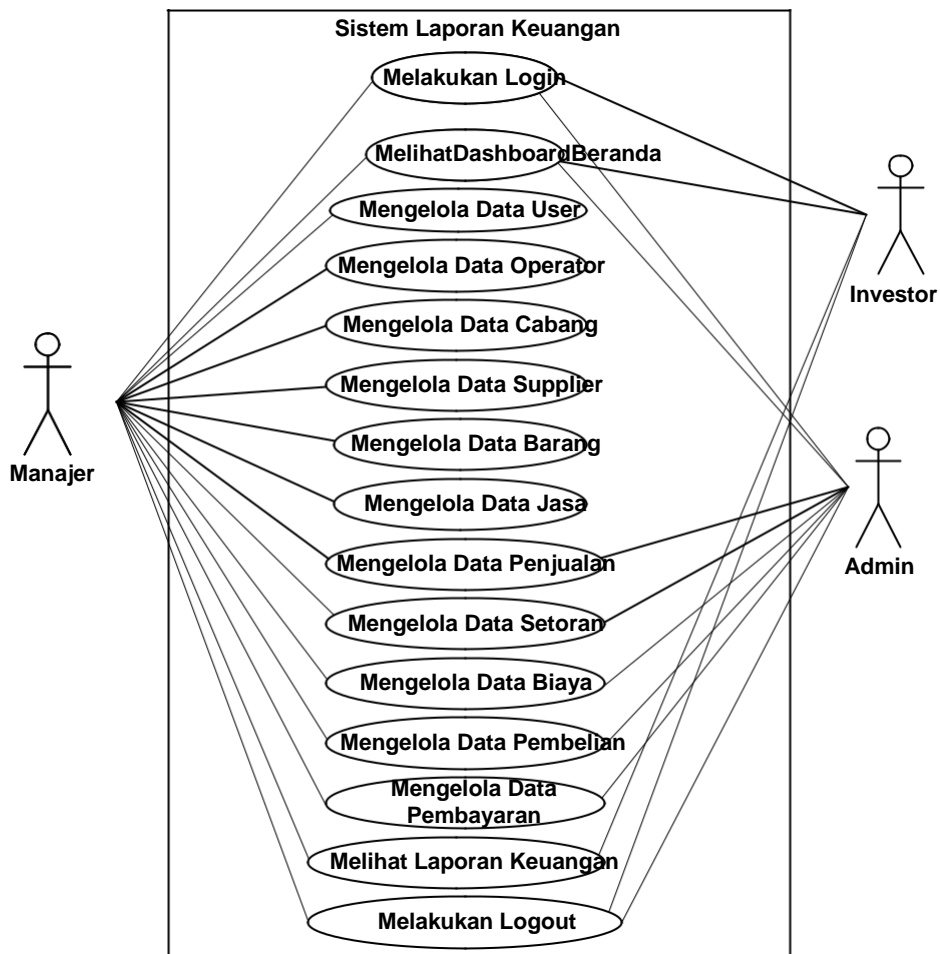 Sistem Laporan Keuangan
Melakukan Login
MelihatDashboardBeranda
Mengelola Data User
Mengelola Data Operator
Mengelola Data Cabang
Mengelola Data Supplier
Mengelola Data Barang
Mengelola Data Jasa
Mengelola Data Penjualan
Mengelola Data Setoran
Mengelola Data Biaya
Mengelola Data Pembelian
Mengelola Data
Pembayaran
Melihat Laporan Keuangan
Melakukan Logout
Manajer
Investor
Admin